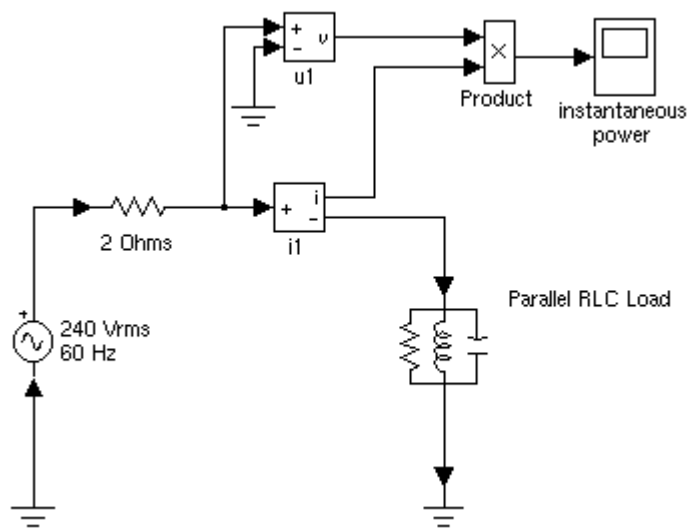 +
-
v
u1
×
Product
instantaneous
power
2 Ohms
+
i
-
i1
Parallel RLC Load
+
240 Vrms
60 Hz